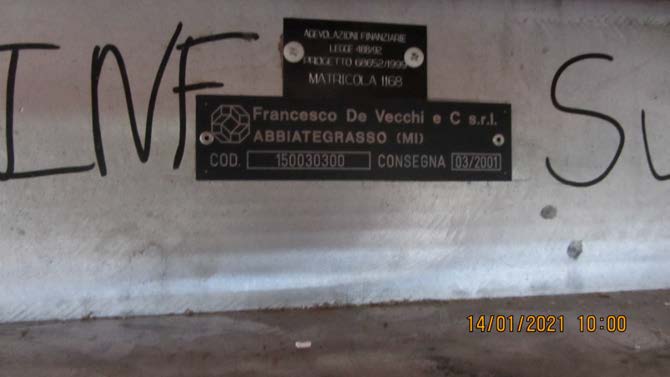 INF
AGEVOLAZIONI FINANZIARIE
LEGGE 488/92
PROGETTO 68652/1999
MATRICOLA 1168
Francesco De Vecchi e C s.r.l.
ABBIATEGRASSO (MI)
COD. 150030300 CONSEGNA 03/2001
SU
14/01/2021 10:00